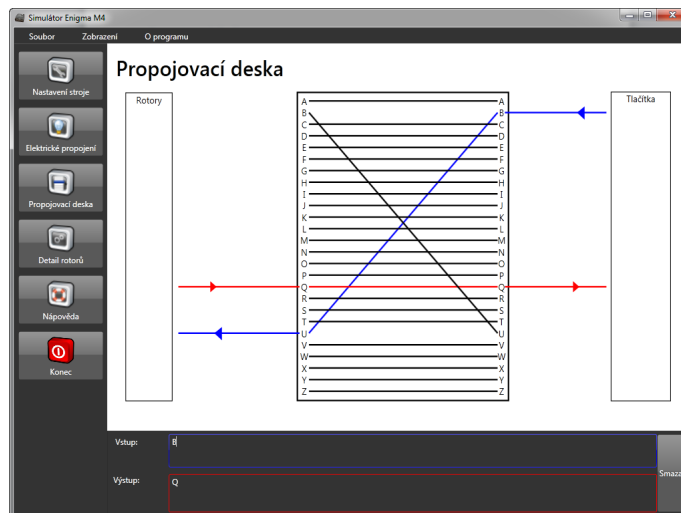 Simulátor Enigma M4
Soubor Zobrazení O programu
Nastavení stroje
Elektrické propojení
Propojovací deska
Detail rotorů
Nápověda
Konec
Propojovací deska
Rotory
Tlačítka
A A
B B
C C
D D
E E
F F
G G
H H
I I
J J
K K
L L
M M
N N
O O
P P
Q Q
R R
S S
T T
U U
V V
W W
X X
Y Y
Z Z
Vstup: B
Výstup: Q